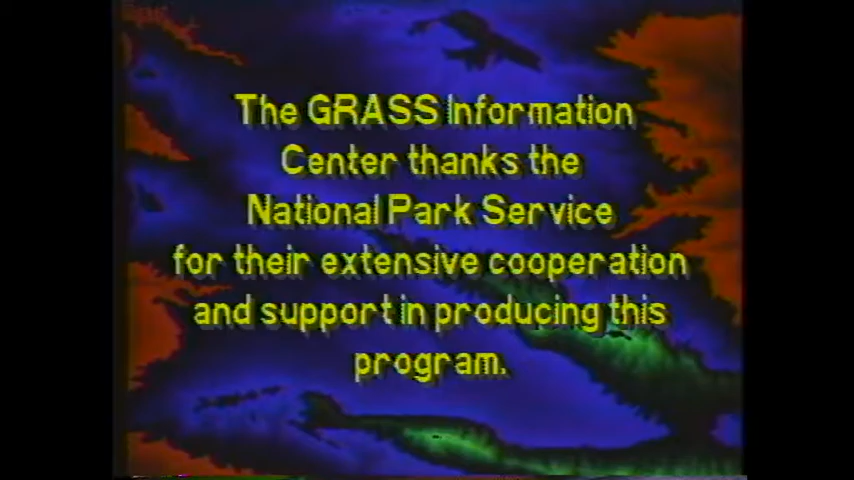 The GRASS Information
Center thanks the
National Park Service
for their extensive cooperation
and support in producing this
program.